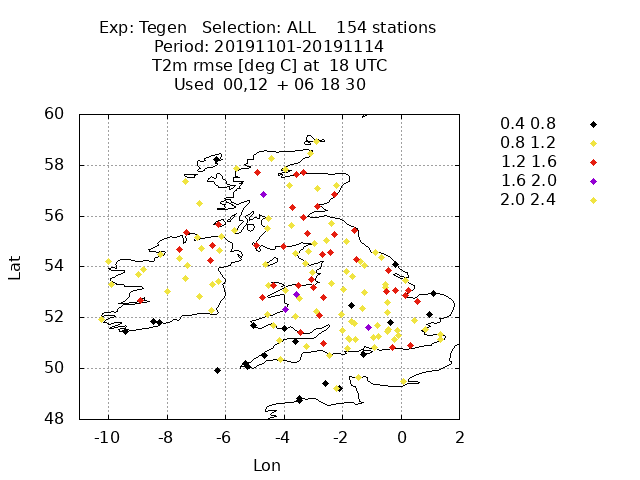 Exp: Tegen Selection: ALL 154 stations
Period: 20191101-20191114
T2m rmse [deg C] at 18 UTC
Used 00,12 + 06 18 30
60
58
56
54
52
50
48
Lat
-10 -8 -6 -4 -2 0 2
Lon
0.4 0.8
0.8 1.2
1.2 1.6
1.6 2.0
2.0 2.4